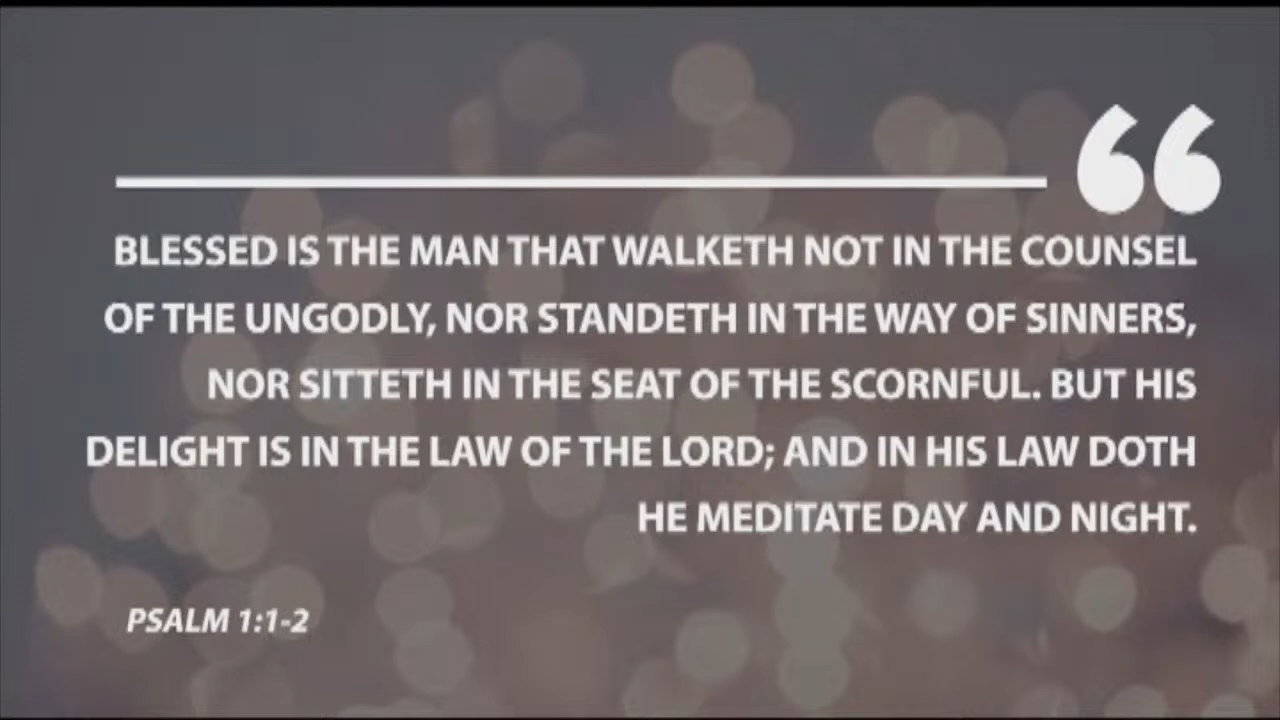 “
BLESSED IS THE MAN THAT WALKETH NOT IN THE COUNSEL
OF THE UNGODLY, NOR STANDETH IN THE WAY OF SINNERS,
NOR SITTETH IN THE SEAT OF THE SCORNFUL. BUT HIS
DELIGHT IS IN THE LAW OF THE LORD; AND IN HIS LAW DOTH
HE MEDITATE DAY AND NIGHT.
PSALM 1:1-2